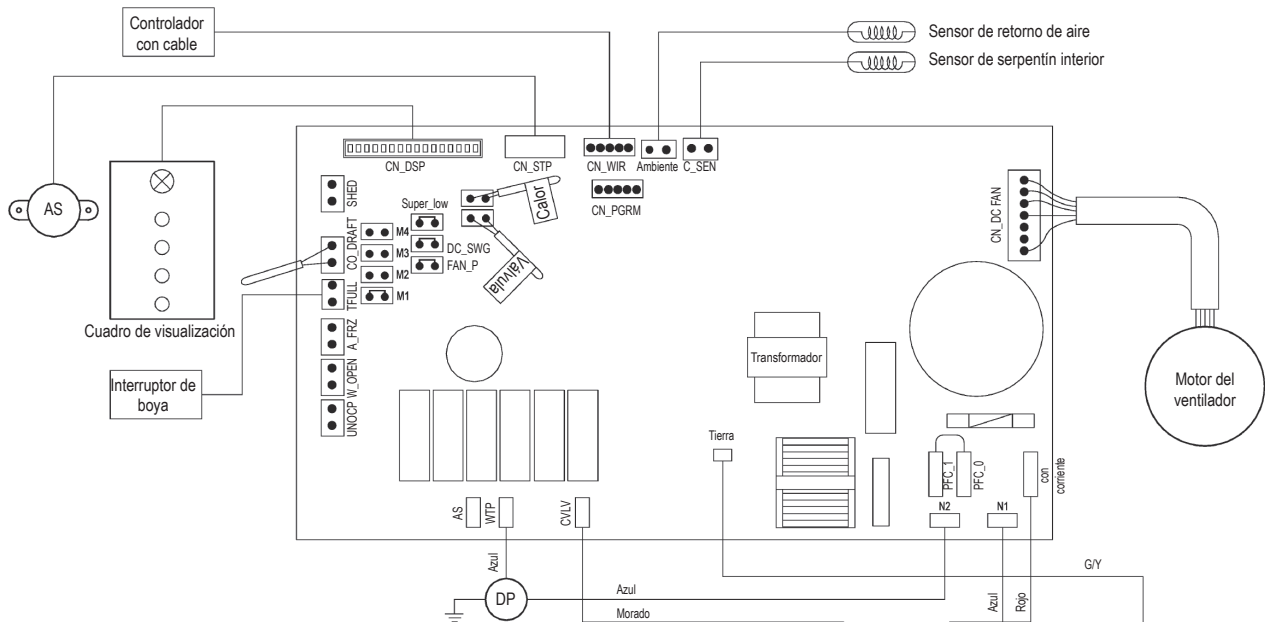 Controlador
con cable
Sensor de retorno de aire
Sensor de serpentín interior
AS
CN_DSP
CN_STP
CN_WIR
Ambiente
C_SEN
CN_PGRM
SHED
CO_DRAFT
TFULL
A_FRZ
W_OPEN
UNOCP
Super_low
M4
M3
M2
M1
DC_SWG
FAN_P
Calor
Válvula
CN_DC FAN
Cuadro de visualización
Interruptor de
boya
Transformador
Motor del
ventilador
Tierra
PFC_1
PFC_0
con
corriente
N2
N1
AS
WTP
CVLV
Azul
DP
Azul
Morado
G/Y
Azul
Rojo